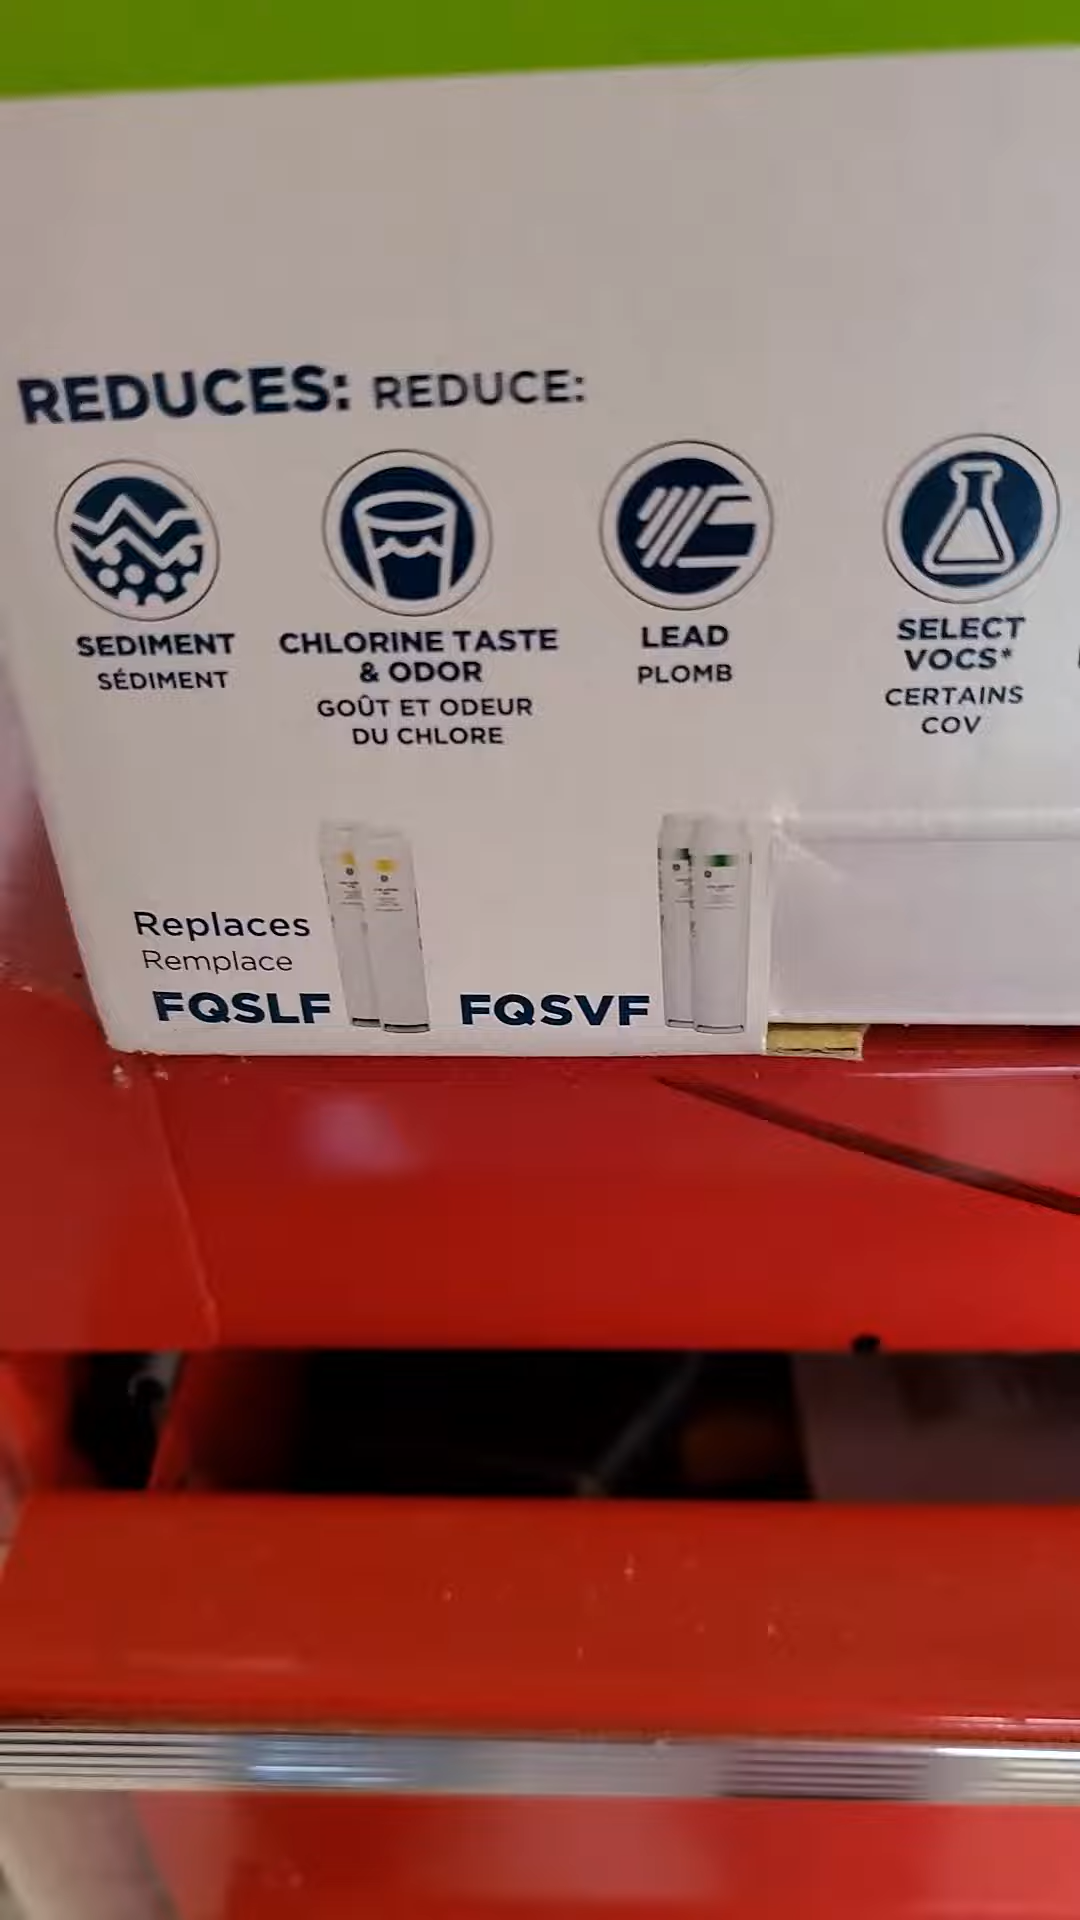 REDUCES: REDUCE:
SEDIMENT
SÉDIMENT
CHLORINE TASTE
& ODOR
GOÛT ET ODEUR
DU CHLORE
LEAD
PLOMB
SELECT
VOCS*
CERTAINS
COV
Replaces
Remplace
FQSLF
FQSVF